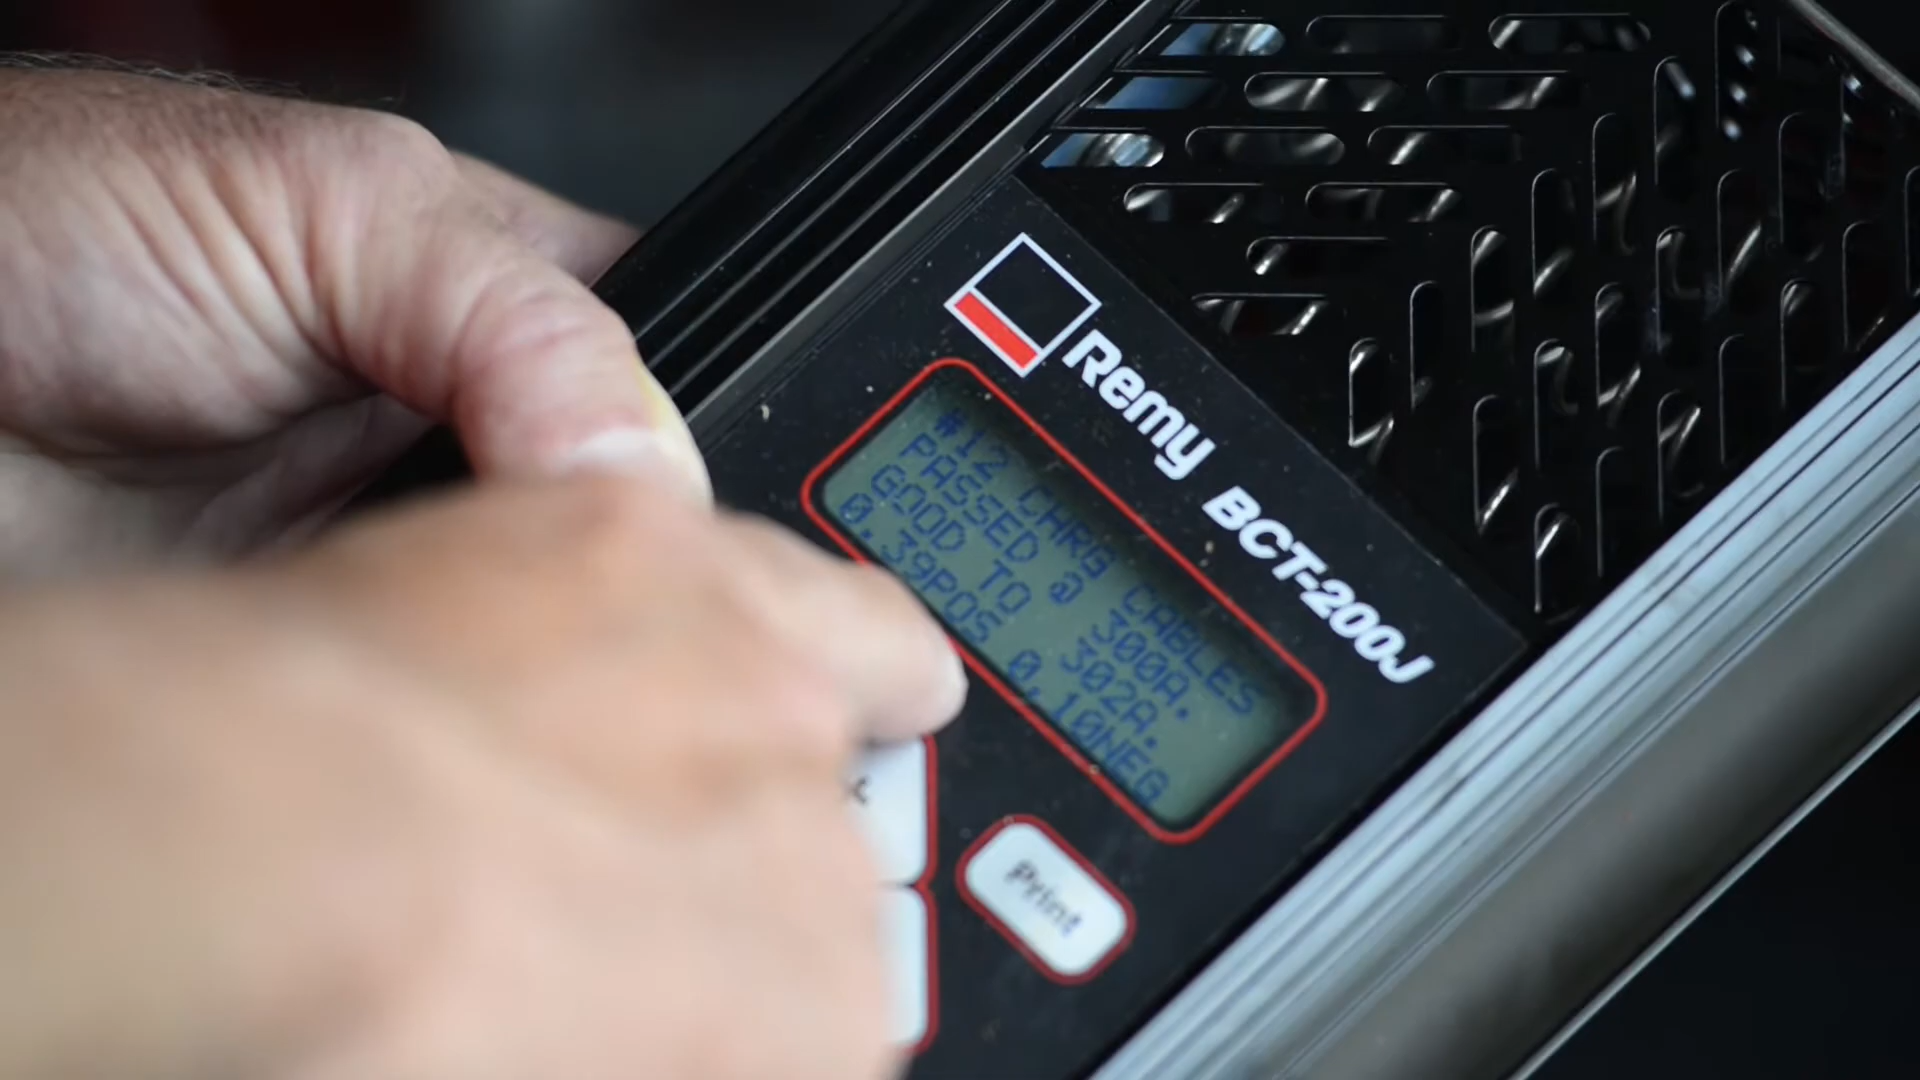 Remy BCT-200J
#12 CHRG CABLES
PASSED @ 300A.
GOOD TO 302A.
0.39POS 0.10NEG
Print